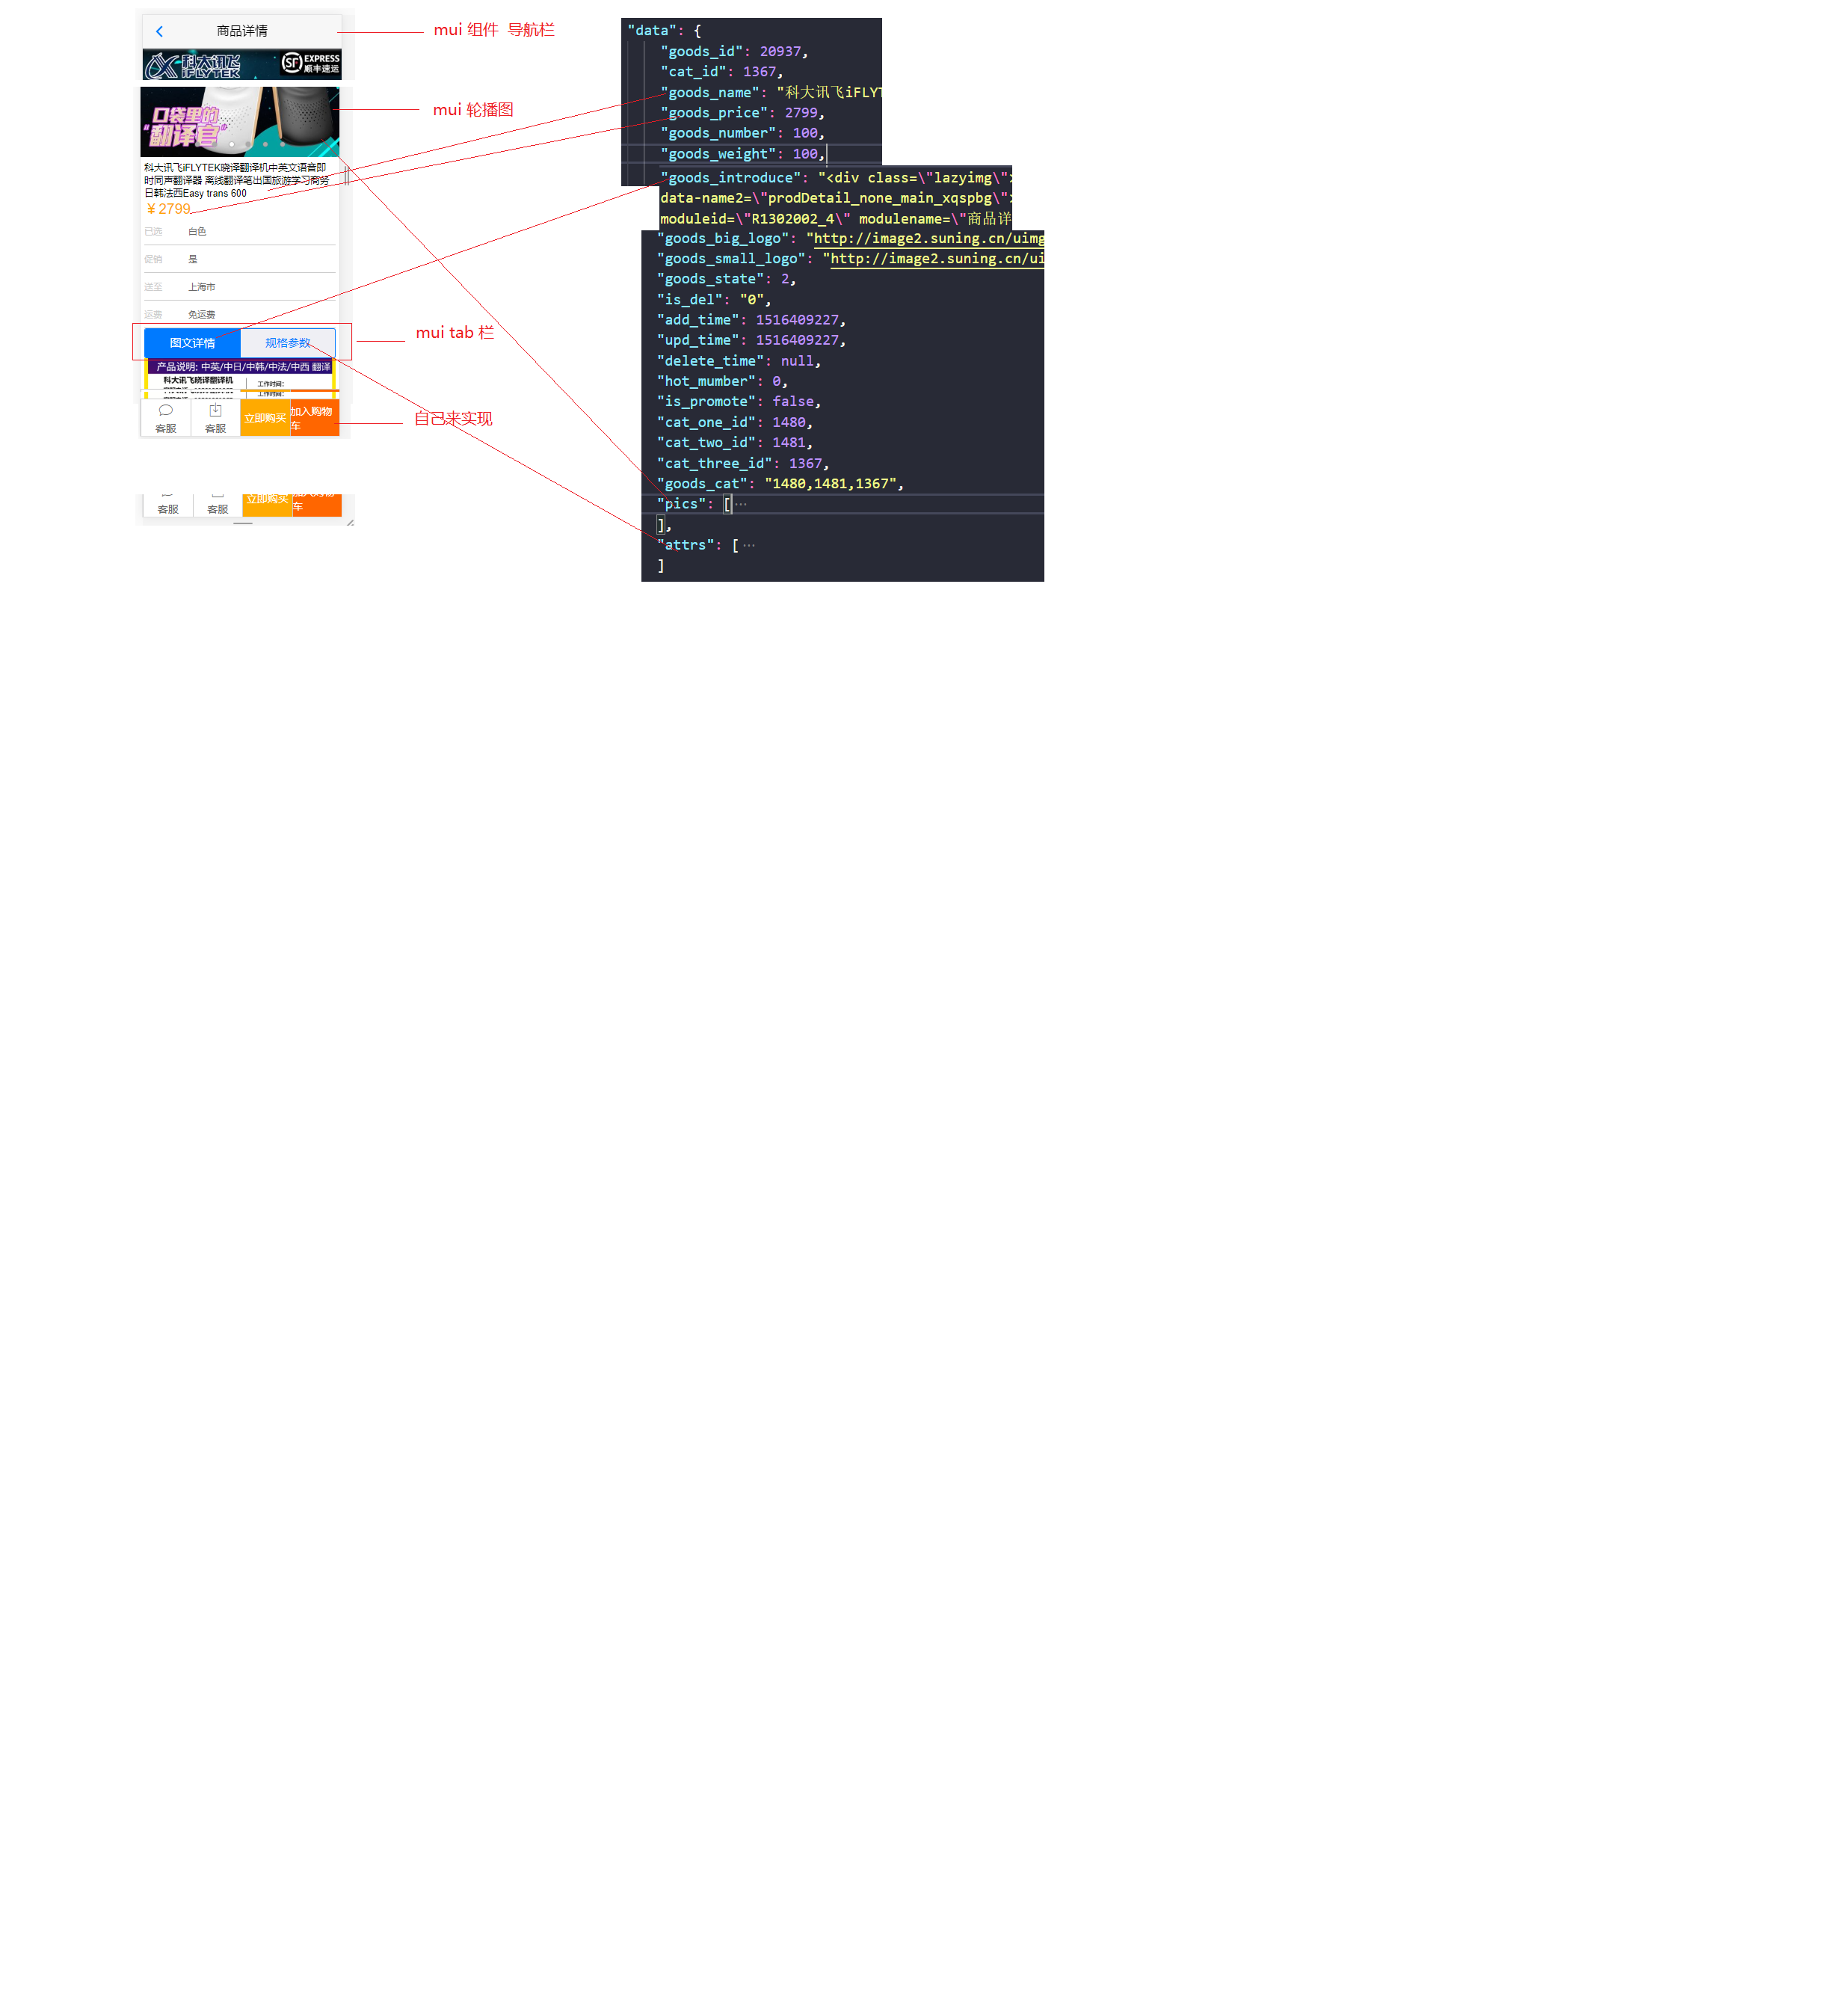 商品详情
科大讯飞
iFLYTEK
SF EXPRESS
顺丰速运
口袋里的
“翻译官”
科大讯飞iFLYTEK晓译翻译机中英文语音即
时同声翻译器 离线翻译笔出国旅游学习商务
日韩法西Easy trans 600
￥2799
已选 白色
促销 是
送至 上海市
运费 免运费
图文详情 规格参数
产品说明: 中英/中日/中韩/中法/中西 翻译
科大讯飞晓译翻译机 工作时间：
工作时间：
客服 客服 立即购买 加入购物
车
客服 客服 立即购买
车
mui 组件 导航栏
mui 轮播图
mui tab 栏
自己来实现
"data": {
"goods_id": 20937,
"cat_id": 1367,
"goods_name": "科大讯飞iFLYT
"goods_price": 2799,
"goods_number": 100,
"goods_weight": 100,
"goods_introduce": "<div class=\"lazyimg\">
data-name2=\"prodDetail_none_main_xqspbg\">
moduleid=\"R1302002_4\" modulename=\"商品详
"goods_big_logo": "http://image2.suning.cn/uimg
"goods_small_logo": "http://image2.suning.cn/ui
"goods_state": 2,
"is_del": "0",
"add_time": 1516409227,
"upd_time": 1516409227,
"delete_time": null,
"hot_mumber": 0,
"is_promote": false,
"cat_one_id": 1480,
"cat_two_id": 1481,
"cat_three_id": 1367,
"goods_cat": "1480,1481,1367",
"pics": [...
],
"attrs": [...
]